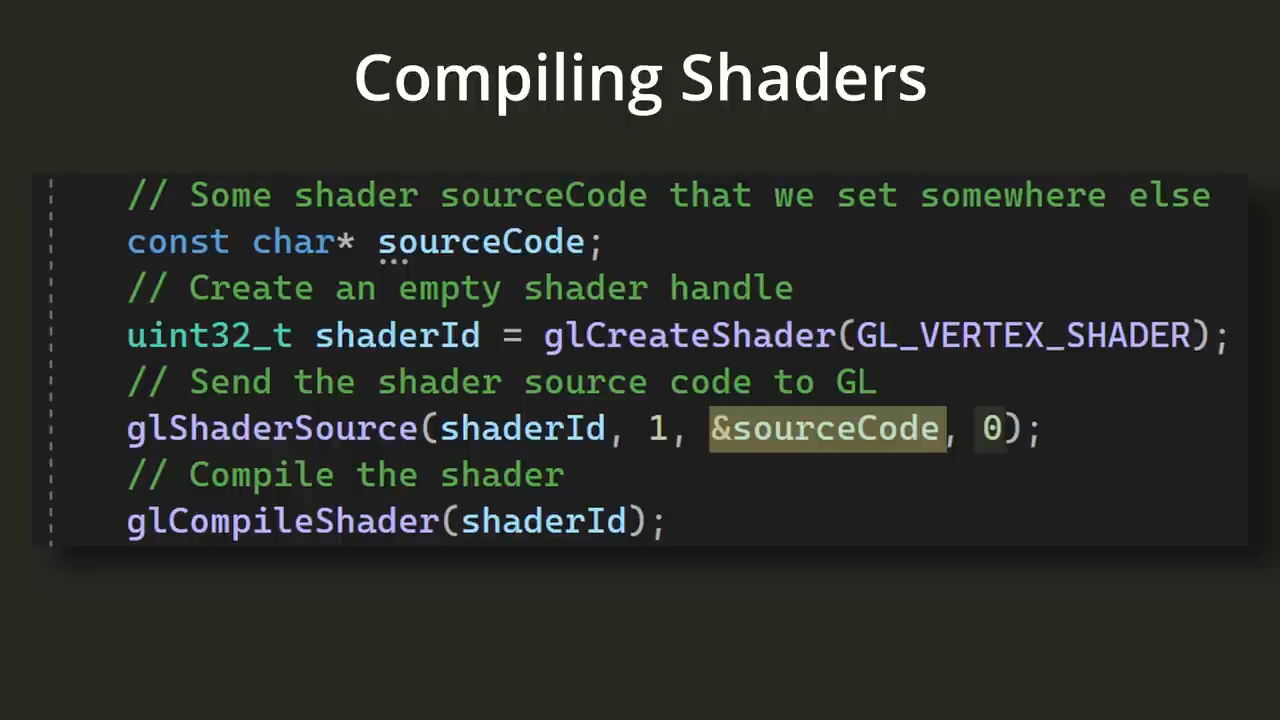 Compiling Shaders
// Some shader sourceCode that we set somewhere else
const char* sourceCode;
// Create an empty shader handle
uint32_t shaderId = glCreateShader(GL_VERTEX_SHADER);
// Send the shader source code to GL
glShaderSource(shaderId, 1, &sourceCode, 0);
// Compile the shader
glCompileShader(shaderId);